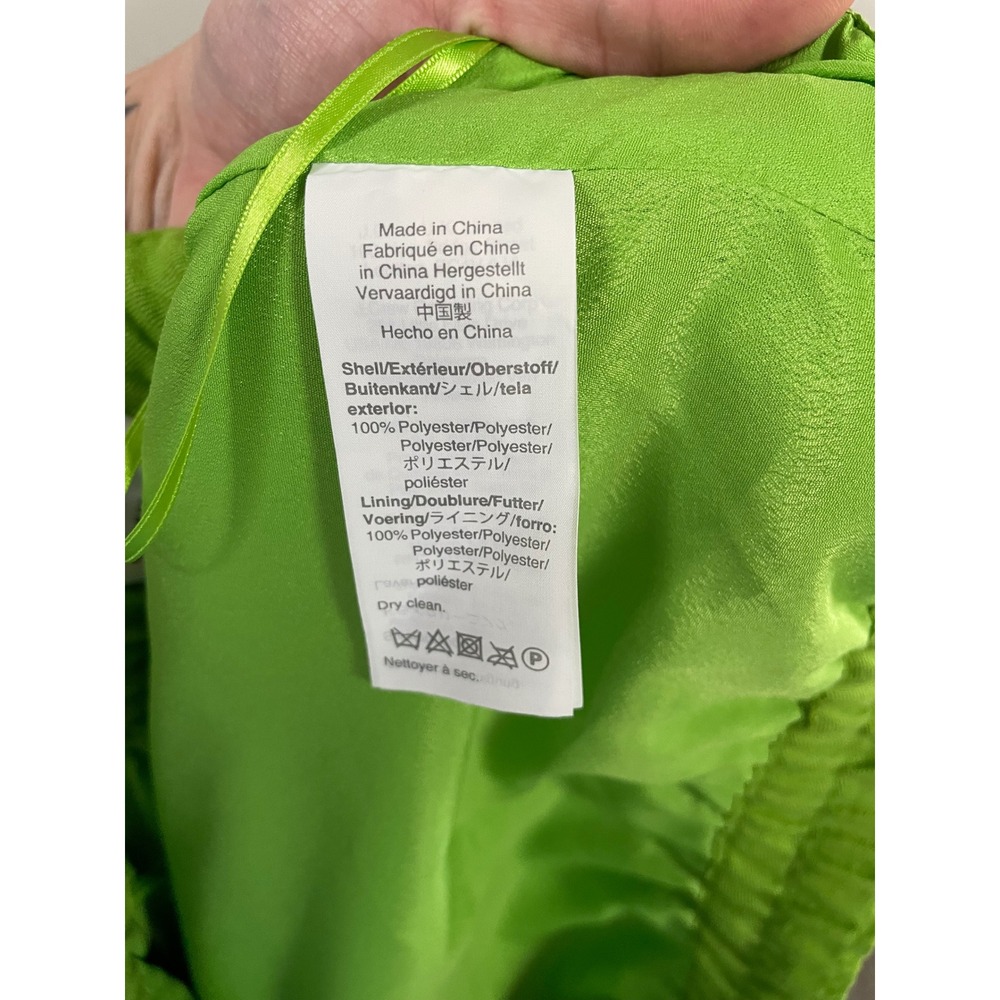 Made in China
Fabriqué en Chine
in China Hergestellt
Vervaardigd in China
中国製
Hecho en China
Shell/Extérieur/Oberstoff/
Buitenkant/シェル/tela
exterior:
100% Polyester/Polyester/
Polyester/Polyester/
ポリエステル/
poliéster
Lining/Doublure/Futter/
Voering/ライニング/forro:
100% Polyester/Polyester/
Polyester/Polyester/
ポリエステル/
poliéster
Dry clean.
P
Nettoyer à sec.